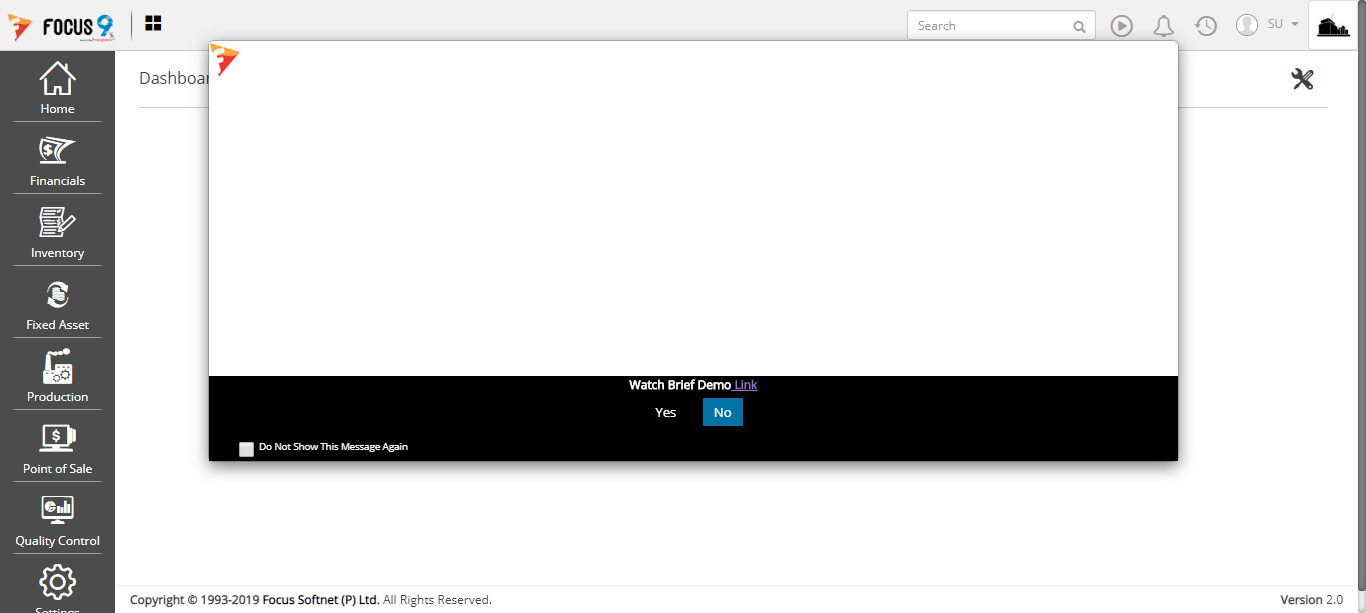 FOCUS 9
Search
SU
Dashboar
Home
Financials
Inventory
Fixed Asset
Production
Point of Sale
Quality Control
Settings
Watch Brief Demo Link
Yes
No
Do Not Show This Message Again
Copyright © 1993-2019 Focus Softnet (P) Ltd. All Rights Reserved.
Version 2.0